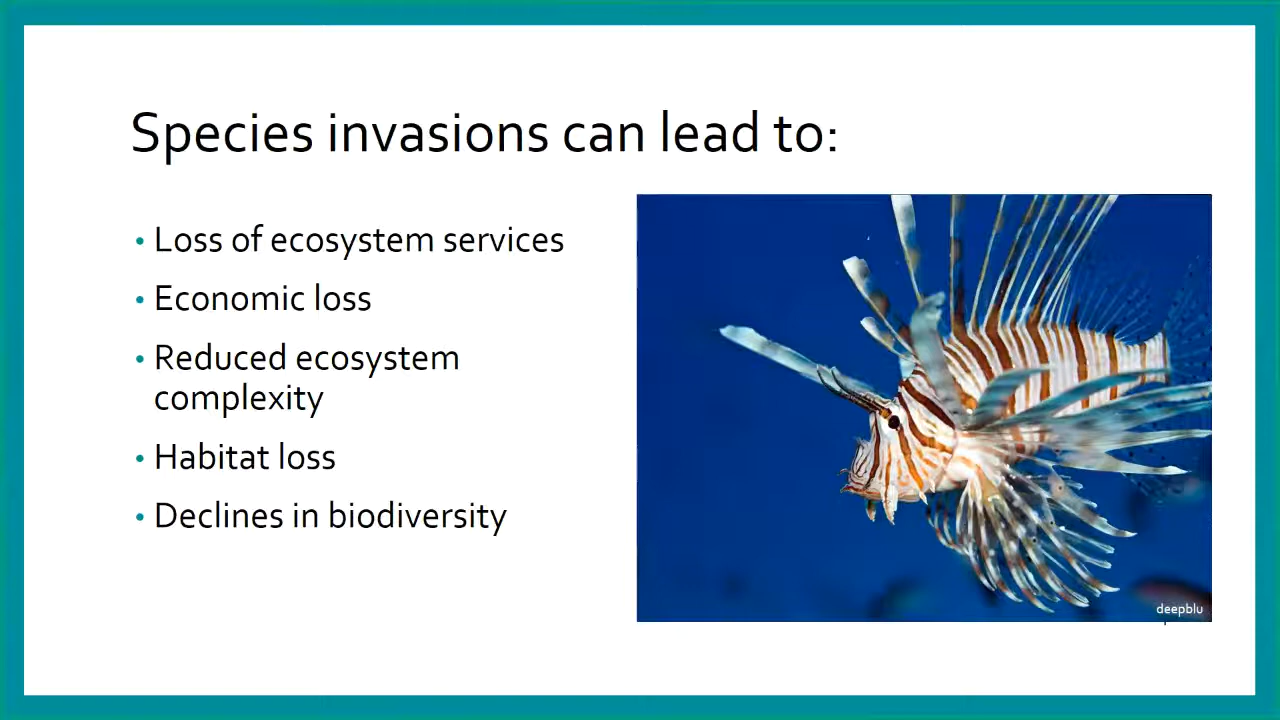 Species invasions can lead to:
• Loss of ecosystem services
• Economic loss
• Reduced ecosystem
complexity
• Habitat loss
• Declines in biodiversity
deepblu